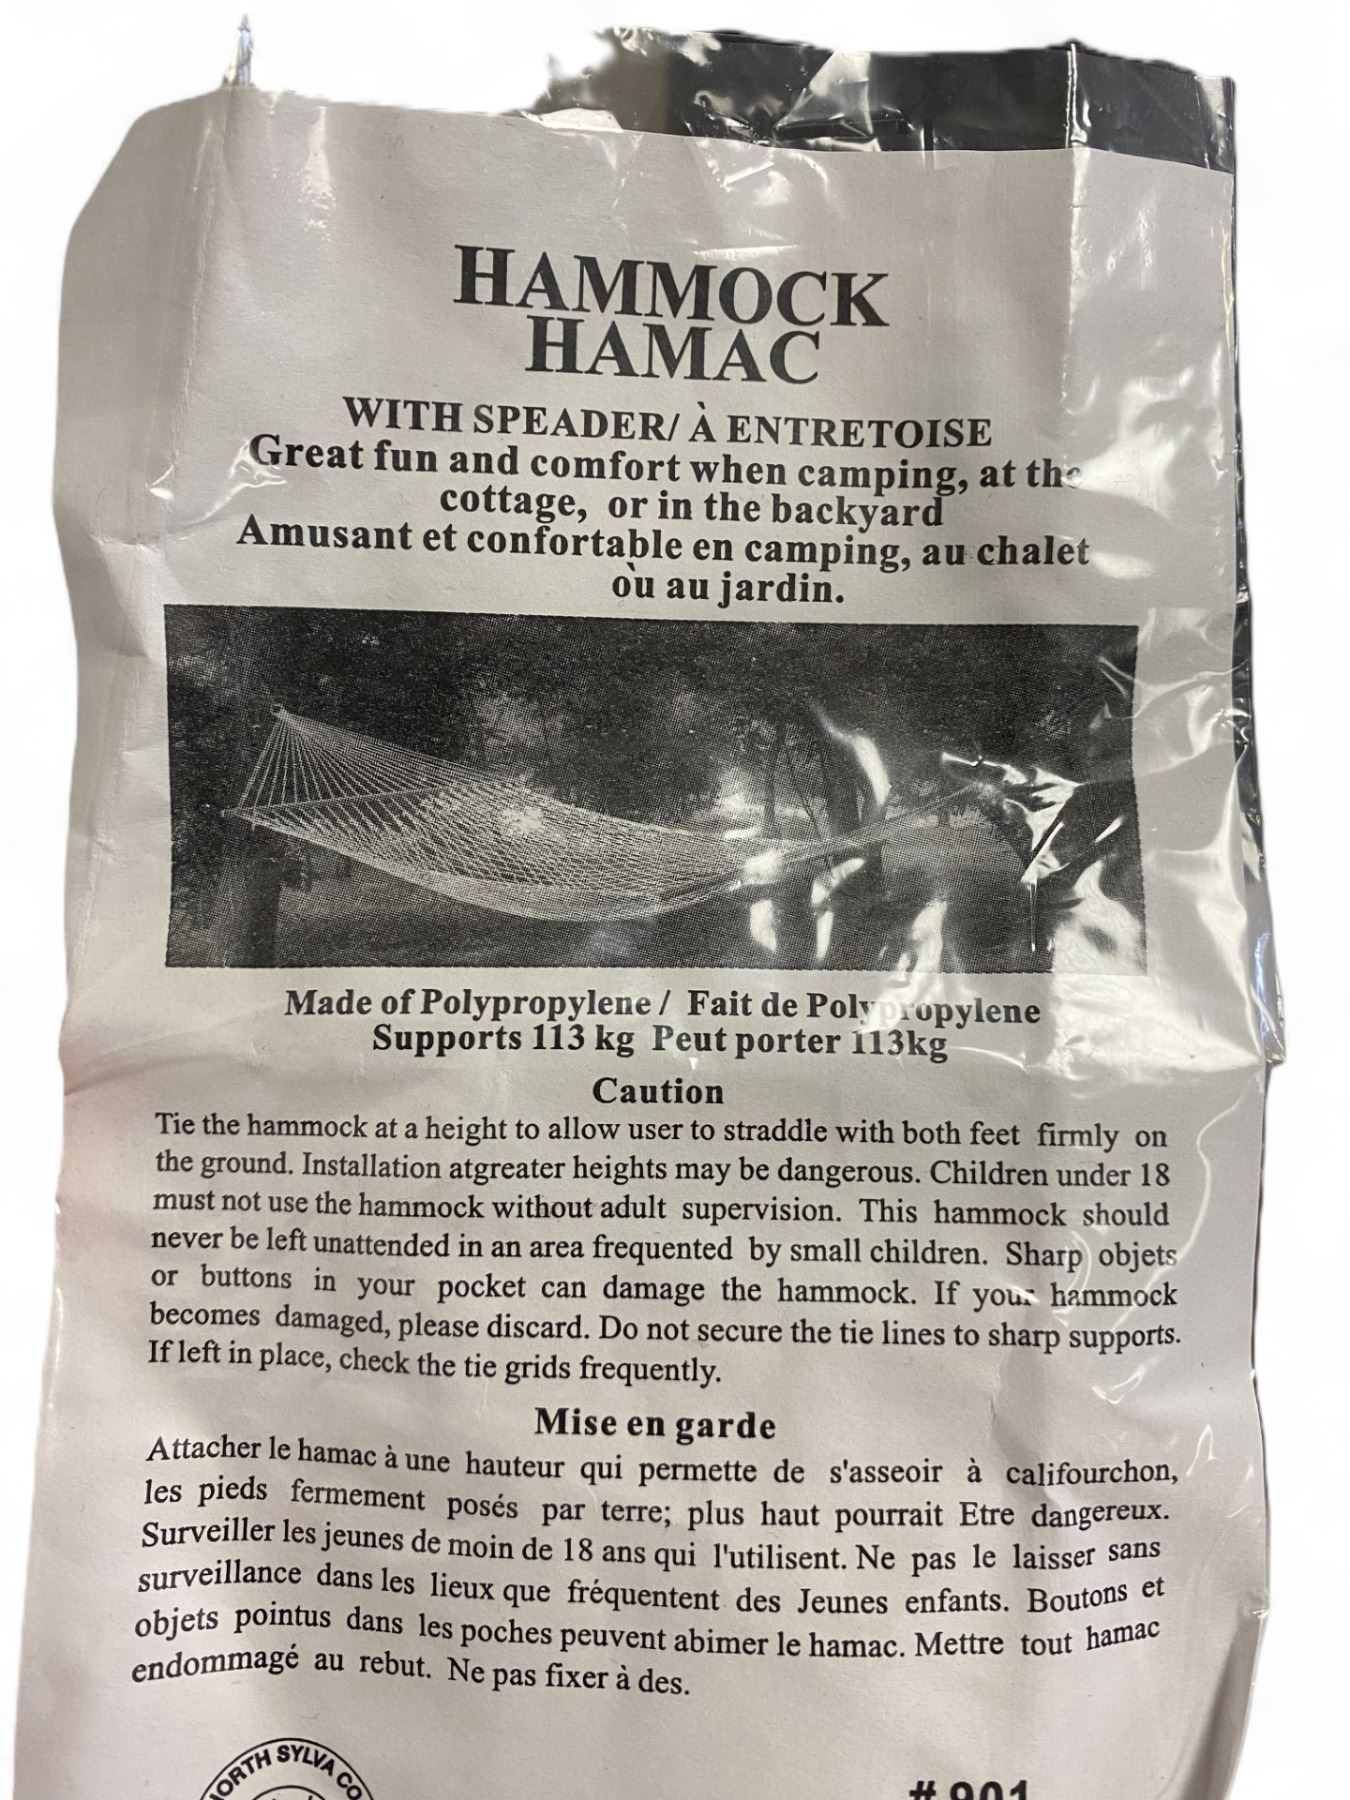 HAMMOCK
HAMAC
WITH SPEADER/ À ENTRETOISE
Great fun and comfort when camping, at the
cottage, or in the backyard
Amusant et confortable en camping, au chalet
où au jardin.
Made of Polypropylene / Fait de Polypropylene
Supports 113 kg Peut porter 113kg
Caution
Tie the hammock at a height to allow user to straddle with both feet firmly on
the ground. Installation atgreater heights may be dangerous. Children under 18
must not use the hammock without adult supervision. This hammock should
never be left unattended in an area frequented by small children. Sharp objets
or buttons in your pocket can damage the hammock. If your hammock
becomes damaged, please discard. Do not secure the tie lines to sharp supports.
If left in place, check the tie grids frequently.
Mise en garde
Attacher le hamac à une hauteur qui permette de s'asseoir à califourchon,
les pieds fermement posés par terre; plus haut pourrait Etre dangereux.
Surveiller les jeunes de moin de 18 ans qui l'utilisent. Ne pas le laisser sans
surveillance dans les lieux que fréquentent des Jeunes enfants. Boutons et
objets pointus dans les poches peuvent abimer le hamac. Mettre tout hamac
endommagé au rebut. Ne pas fixer à des.
NORTH SYLVA CO
# 901